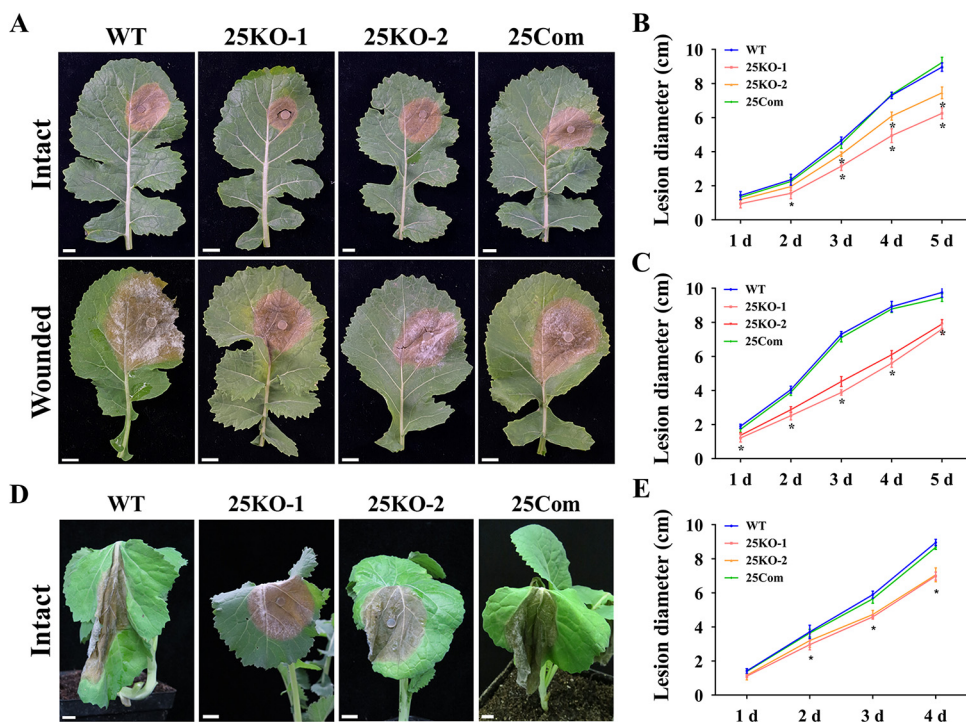 A
WT 25KO-1 25KO-2 25Com
Intact
Wounded
B
Lesion diameter (cm)
10
8
6
4
2
0
WT
25KO-1
25KO-2
25Com
*
*
*
*
*
*
*
1 d 2 d 3 d 4 d 5 d
C
Lesion diameter (cm)
10
8
6
4
2
0
WT
25KO-1
25KO-2
25Com
*
*
*
*
*
1 d 2 d 3 d 4 d 5 d
D
WT 25KO-1 25KO-2 25Com
Intact
E
Lesion diameter (cm)
10
8
6
4
2
0
WT
25KO-1
25KO-2
25Com
*
*
*
1 d 2 d 3 d 4 d